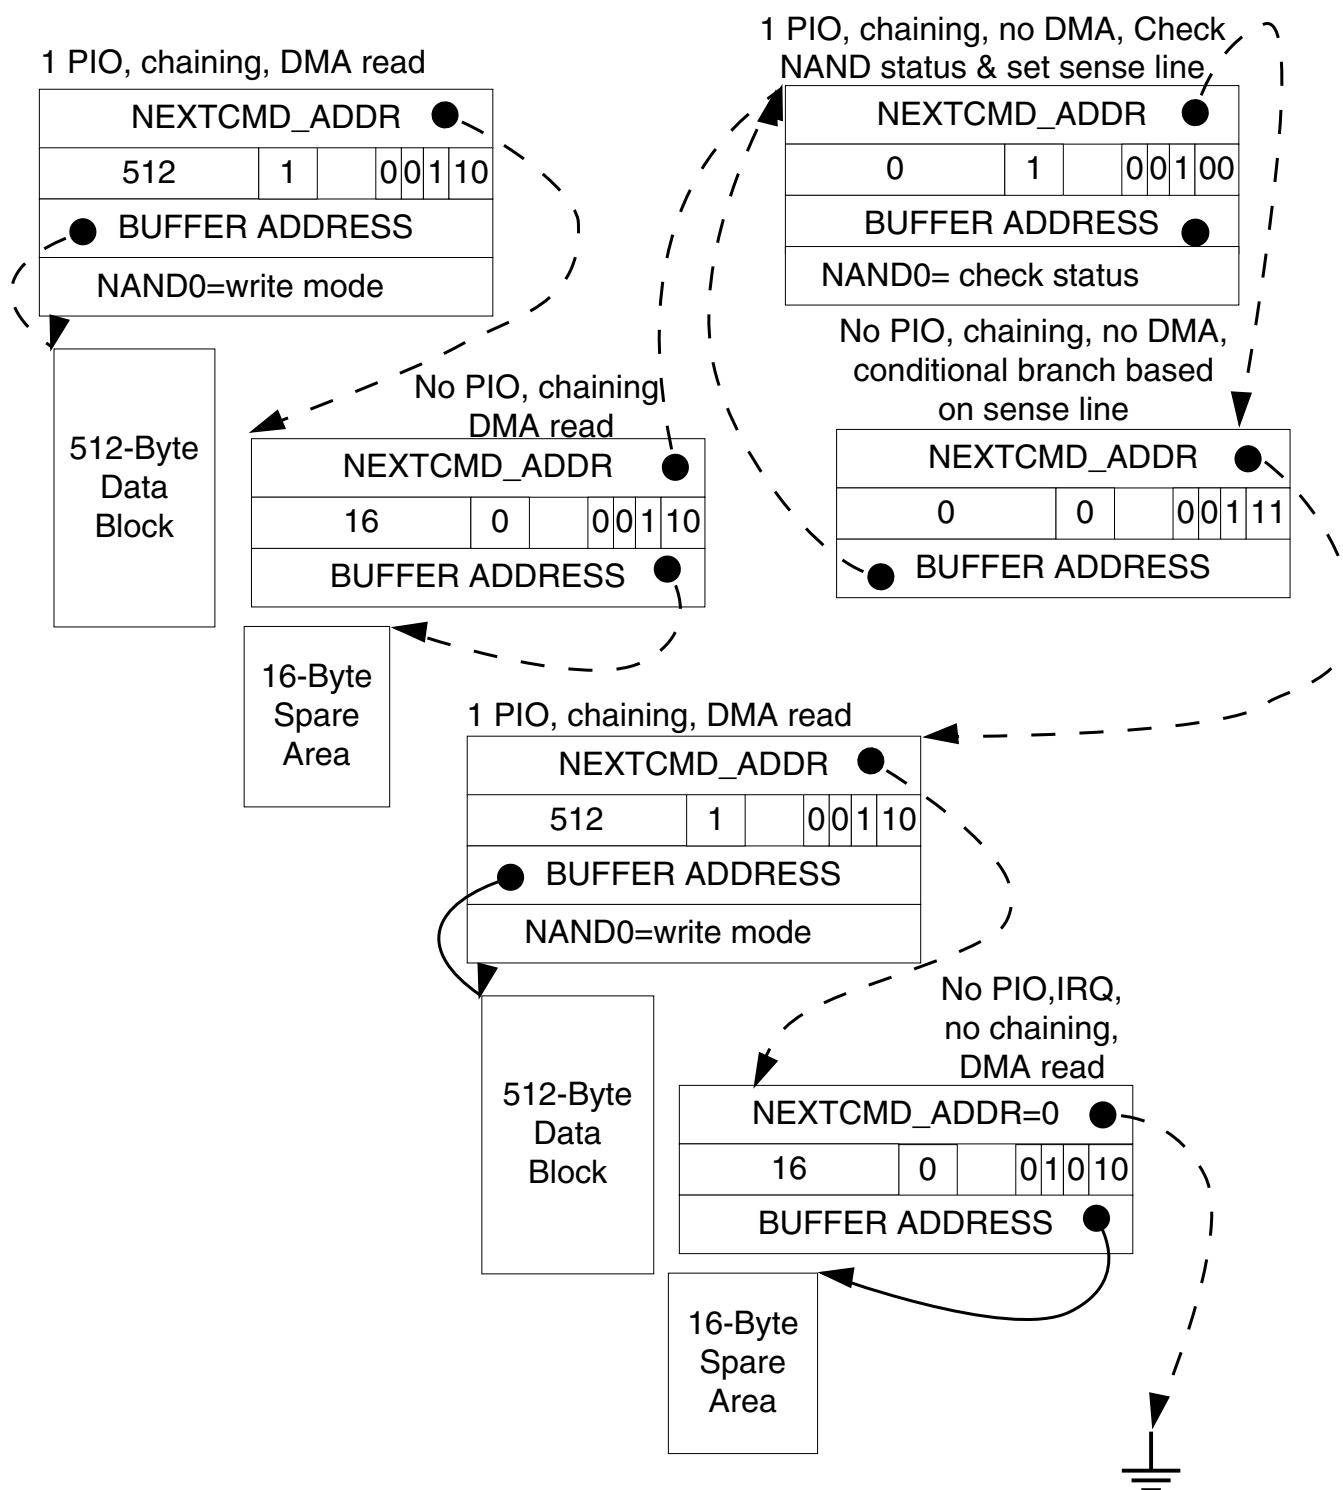 1 PIO, chaining, DMA read
NEXTCMD_ADDR
512 1 0 0 1 10
BUFFER ADDRESS
NAND0=write mode
512-Byte
Data
Block
No PIO, chaining
DMA read
NEXTCMD_ADDR
16 0 0 0 1 10
BUFFER ADDRESS
16-Byte
Spare
Area
1 PIO, chaining, no DMA, Check
NAND status & set sense line
NEXTCMD_ADDR
0 1 0 0 1 00
BUFFER ADDRESS
NAND0= check status
No PIO, chaining, no DMA,
conditional branch based
on sense line
NEXTCMD_ADDR
0 0 0 0 1 11
BUFFER ADDRESS
1 PIO, chaining, DMA read
NEXTCMD_ADDR
512 1 0 0 1 10
BUFFER ADDRESS
NAND0=write mode
512-Byte
Data
Block
No PIO,IRQ,
no chaining,
DMA read
NEXTCMD_ADDR=0
16 0 0 1 0 10
BUFFER ADDRESS
16-Byte
Spare
Area